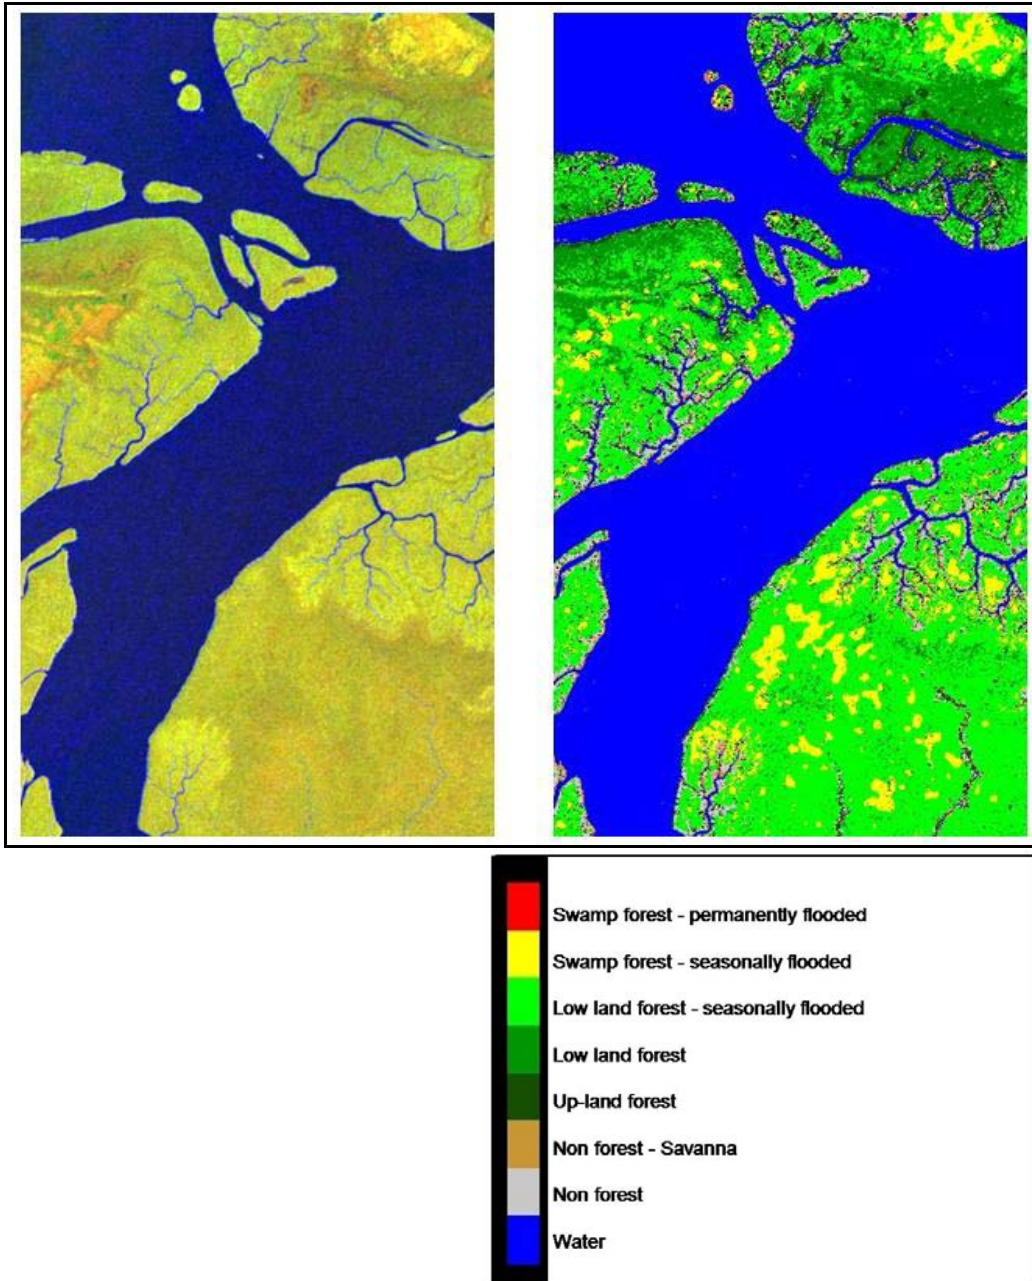 Swamp forest - permanently flooded
Swamp forest - seasonally flooded
Low land forest - seasonally flooded
Low land forest
Up-land forest
Non forest - Savanna
Non forest
Water